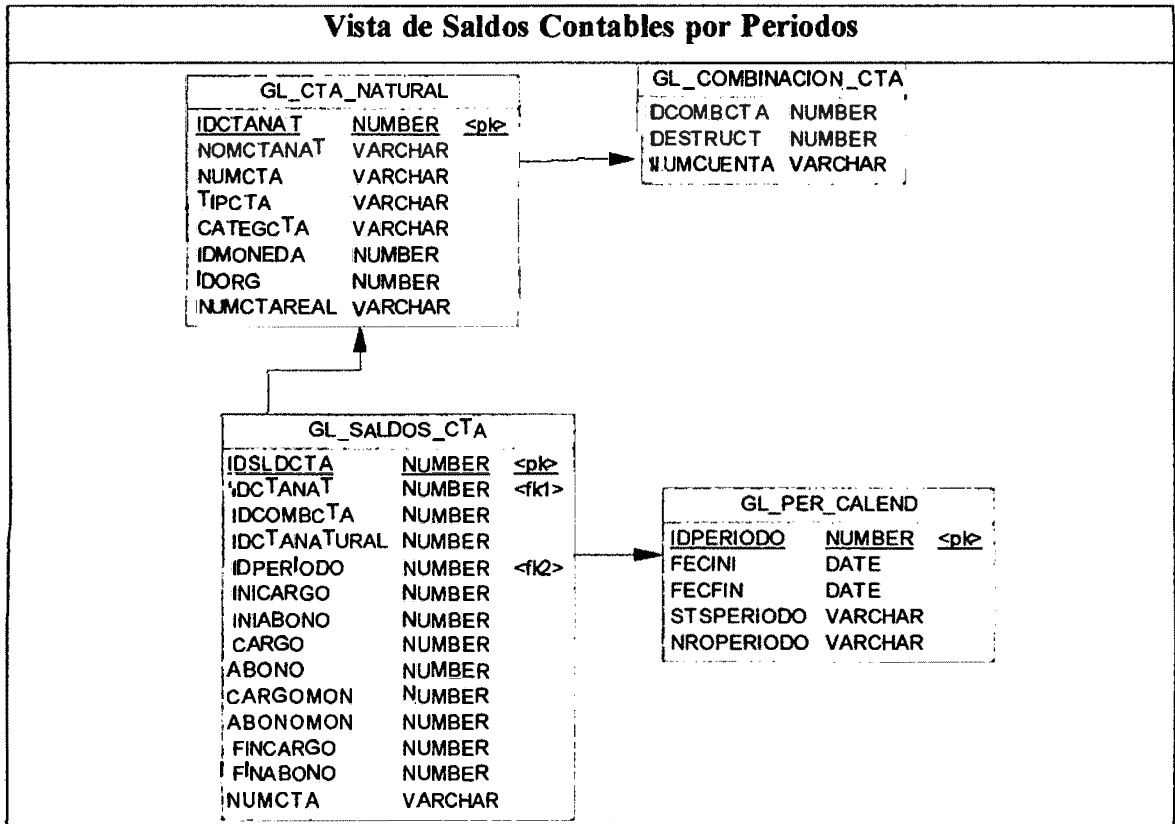 Vista de Saldos Contables por Periodos
GL_CTA_NATURAL
IDCTANAT NUMBER <pk>
NOMCTANAT VARCHAR
NUMCTA VARCHAR
TIPCTA VARCHAR
CATEGCTA VARCHAR
IDMONEDA NUMBER
IDORG NUMBER
NUMCTAREAL VARCHAR
GL_COMBINACION_CTA
DCOMBCTA NUMBER
DESTRUCT NUMBER
NUMCUENTA VARCHAR
GL_SALDOS_CTA
IDSLDCTA NUMBER <pk>
IDCTANAT NUMBER <fk1>
IDCOMBCTA NUMBER
IDCTANATURAL NUMBER
IDPERIODO NUMBER <fk2>
INICARGO NUMBER
INIABONO NUMBER
CARGO NUMBER
ABONO NUMBER
CARGOMON NUMBER
ABONOMON NUMBER
FINCARGO NUMBER
FINABONO NUMBER
NUMCTA VARCHAR
GL_PER_CALEND
IDPERIODO NUMBER <pk>
FECINI DATE
FECFIN DATE
STSPERIODO VARCHAR
NROPERIODO VARCHAR